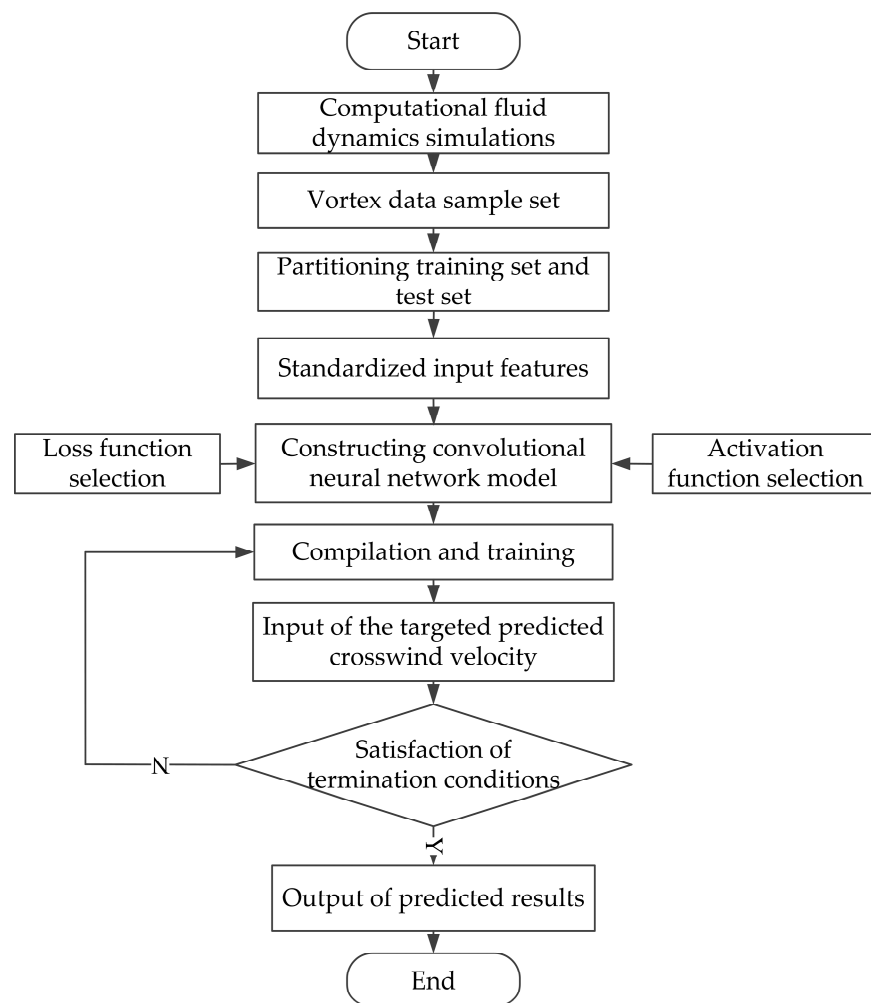 Start
Computational fluid
dynamics simulations
Vortex data sample set
Partitioning training set and
test set
Standardized input features
Loss function
selection
Constructing convolutional
neural network model
Activation
function selection
Compilation and training
Input of the targeted predicted
crosswind velocity
Satisfaction of
termination conditions
N
Y
Output of predicted results
End